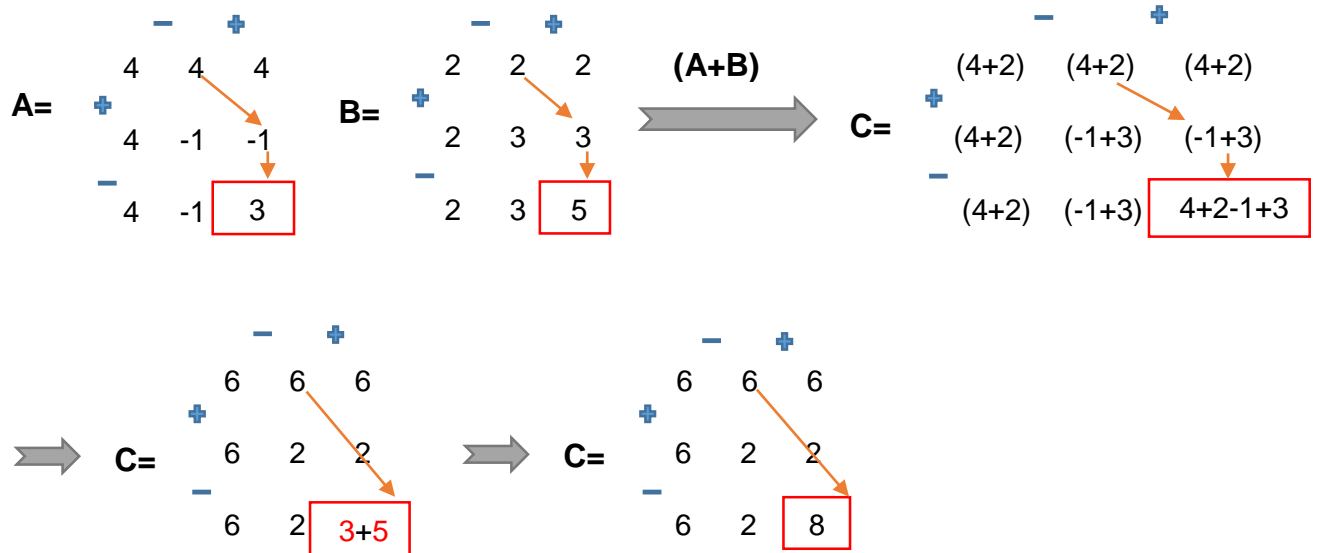 − + − + − +
4 4 4 2 2 2 (A+B) (4+2) (4+2) (4+2)
A= + B= + C= +
4 -1 -1 2 3 3 (4+2) (-1+3) (-1+3)
− − −
4 -1 3 2 3 5 (4+2) (-1+3) 4+2-1+3
− + − +
6 6 6 6 6 6
+ +
C= 6 2 2 C= 6 2 2
− −
6 2 3+5 6 2 8